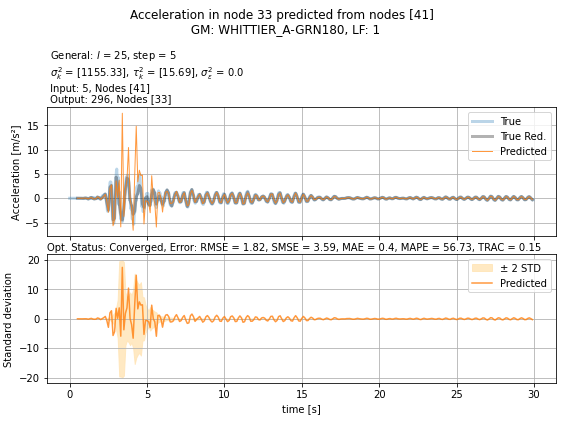 Acceleration in node 33 predicted from nodes [41]
GM: WHITTIER_A-GRN180, LF: 1
General: l = 25, step = 5
σ²ₖ = [1155.33], τ²ₖ = [15.69], σ²ₑ = 0.0
Input: 5, Nodes [41]
Output: 296, Nodes [33]
Acceleration [m/s²]
15
10
5
0
−5
True
True Red.
Predicted
Opt. Status: Converged, Error: RMSE = 1.82, SMSE = 3.59, MAE = 0.4, MAPE = 56.73, TRAC = 0.15
Standard deviation
20
10
0
−10
−20
± 2 STD
Predicted
0 5 10 15 20 25 30
time [s]